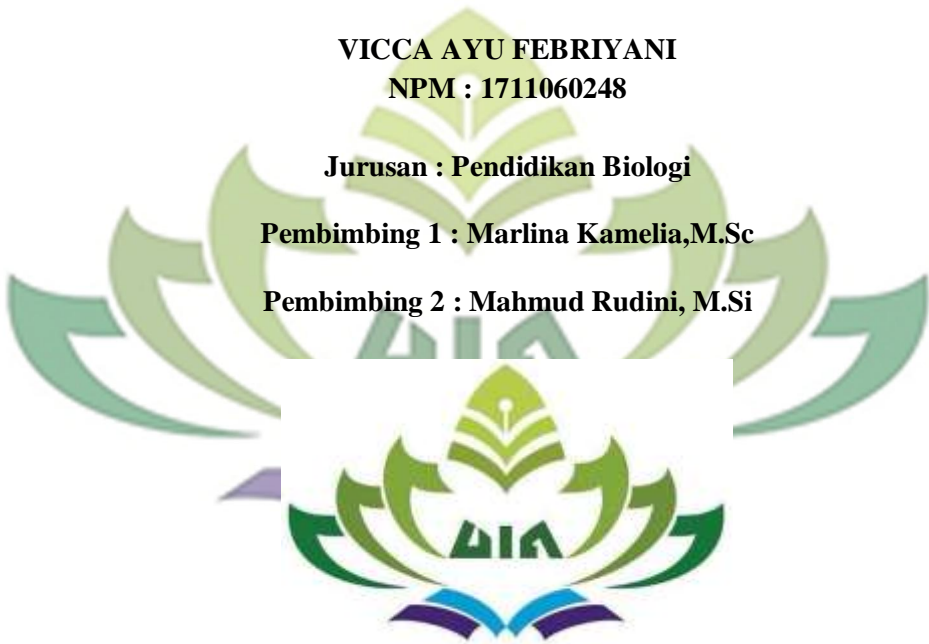 VICCA AYU FEBRIYANI
NPM : 1711060248
Jurusan : Pendidikan Biologi
Pembimbing 1 : Marlina Kamelia,M.Sc
Pembimbing 2 : Mahmud Rudini, M.Si
UIN
UIN